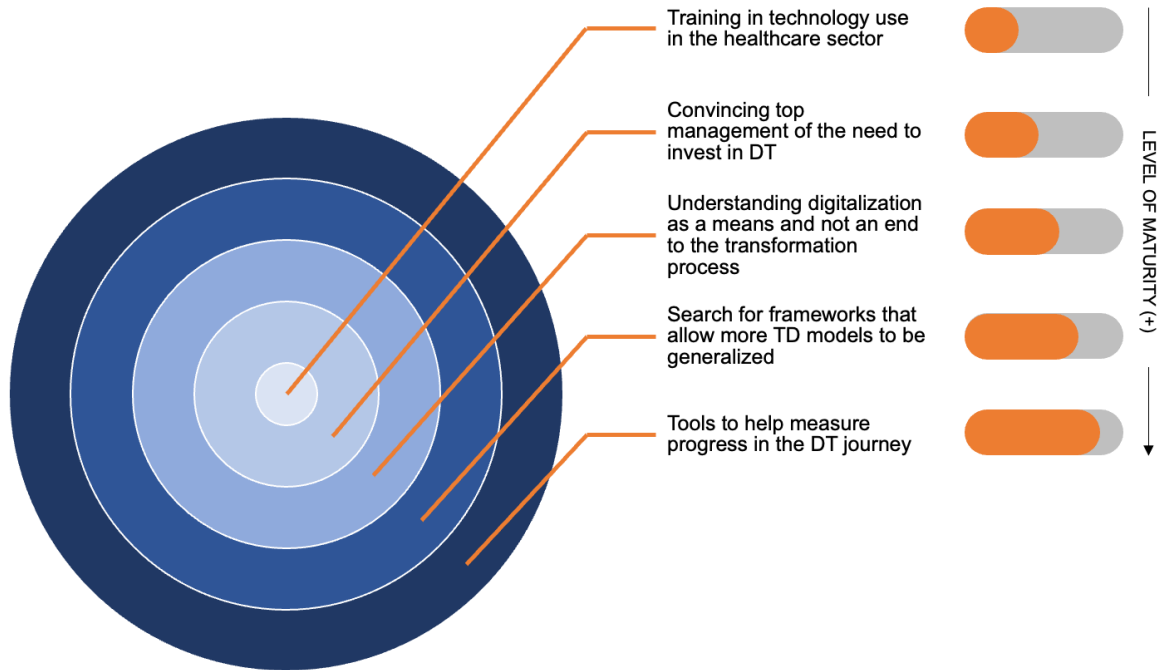 Training in technology use
in the healthcare sector
Convincing top
management of the need to
invest in DT
Understanding digitalization
as a means and not an end
to the transformation
process
Search for frameworks that
allow more TD models to be
generalized
Tools to help measure
progress in the DT journey
LEVEL OF MATURITY (+)